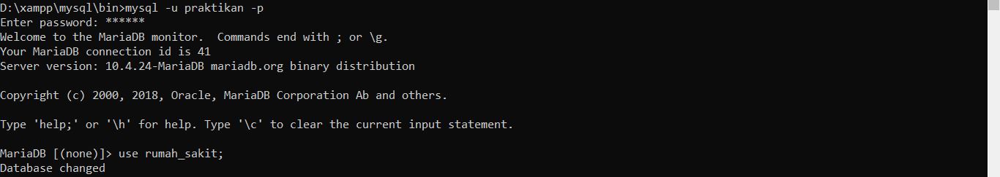 D:\xampp\mysql\bin>mysql -u praktikan -p
Enter password: ******
Welcome to the MariaDB monitor.  Commands end with ; or \g.
Your MariaDB connection id is 41
Server version: 10.4.24-MariaDB mariadb.org binary distribution

Copyright (c) 2000, 2018, Oracle, MariaDB Corporation Ab and others.

Type 'help;' or '\h' for help. Type '\c' to clear the current input statement.

MariaDB [(none)]> use rumah_sakit;
Database changed